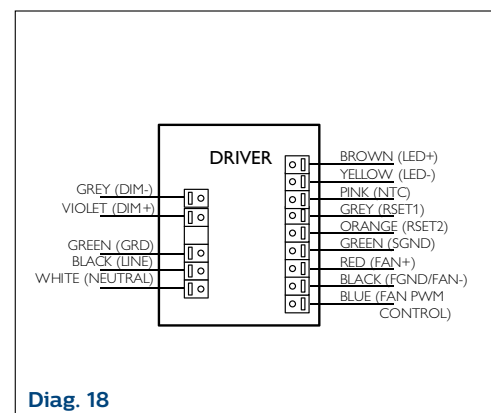 DRIVER
GREY (DIM-)
VIOLET (DIM+)
GREEN (GRD)
BLACK (LINE)
WHITE (NEUTRAL)
BROWN (LED+)
YELLOW (LED-)
PINK (NTC)
GREY (RSET1)
ORANGE (RSET2)
GREEN (SGND)
RED (FAN+)
BLACK (FGND/FAN-)
BLUE (FAN PWM
CONTROL)
Diag. 18